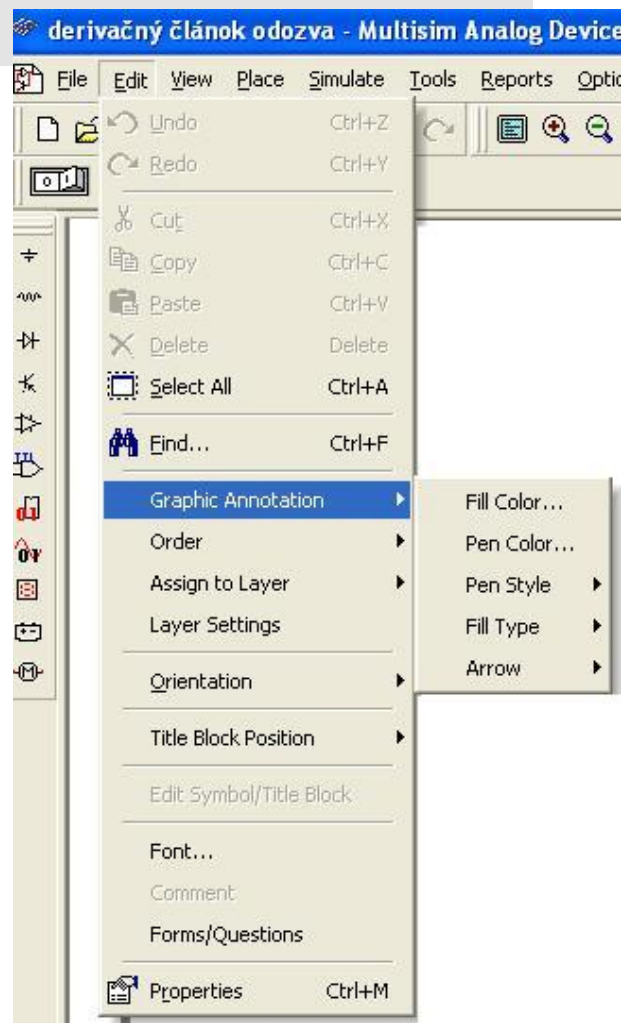 derivačný článok odozva - Multisim Analog Device
File Edit View Place Simulate Tools Reports Optic
Undo Ctrl+Z
Redo Ctrl+Y
Cut Ctrl+X
Copy Ctrl+C
Paste Ctrl+V
Delete Delete
Select All Ctrl+A
Find... Ctrl+F
Graphic Annotation
Fill Color...
Order
Pen Color...
Assign to Layer
Pen Style
Layer Settings
Fill Type
Arrow
Orientation
Title Block Position
Edit Symbol/Title Block
Font...
Comment
Forms/Questions
Properties Ctrl+M